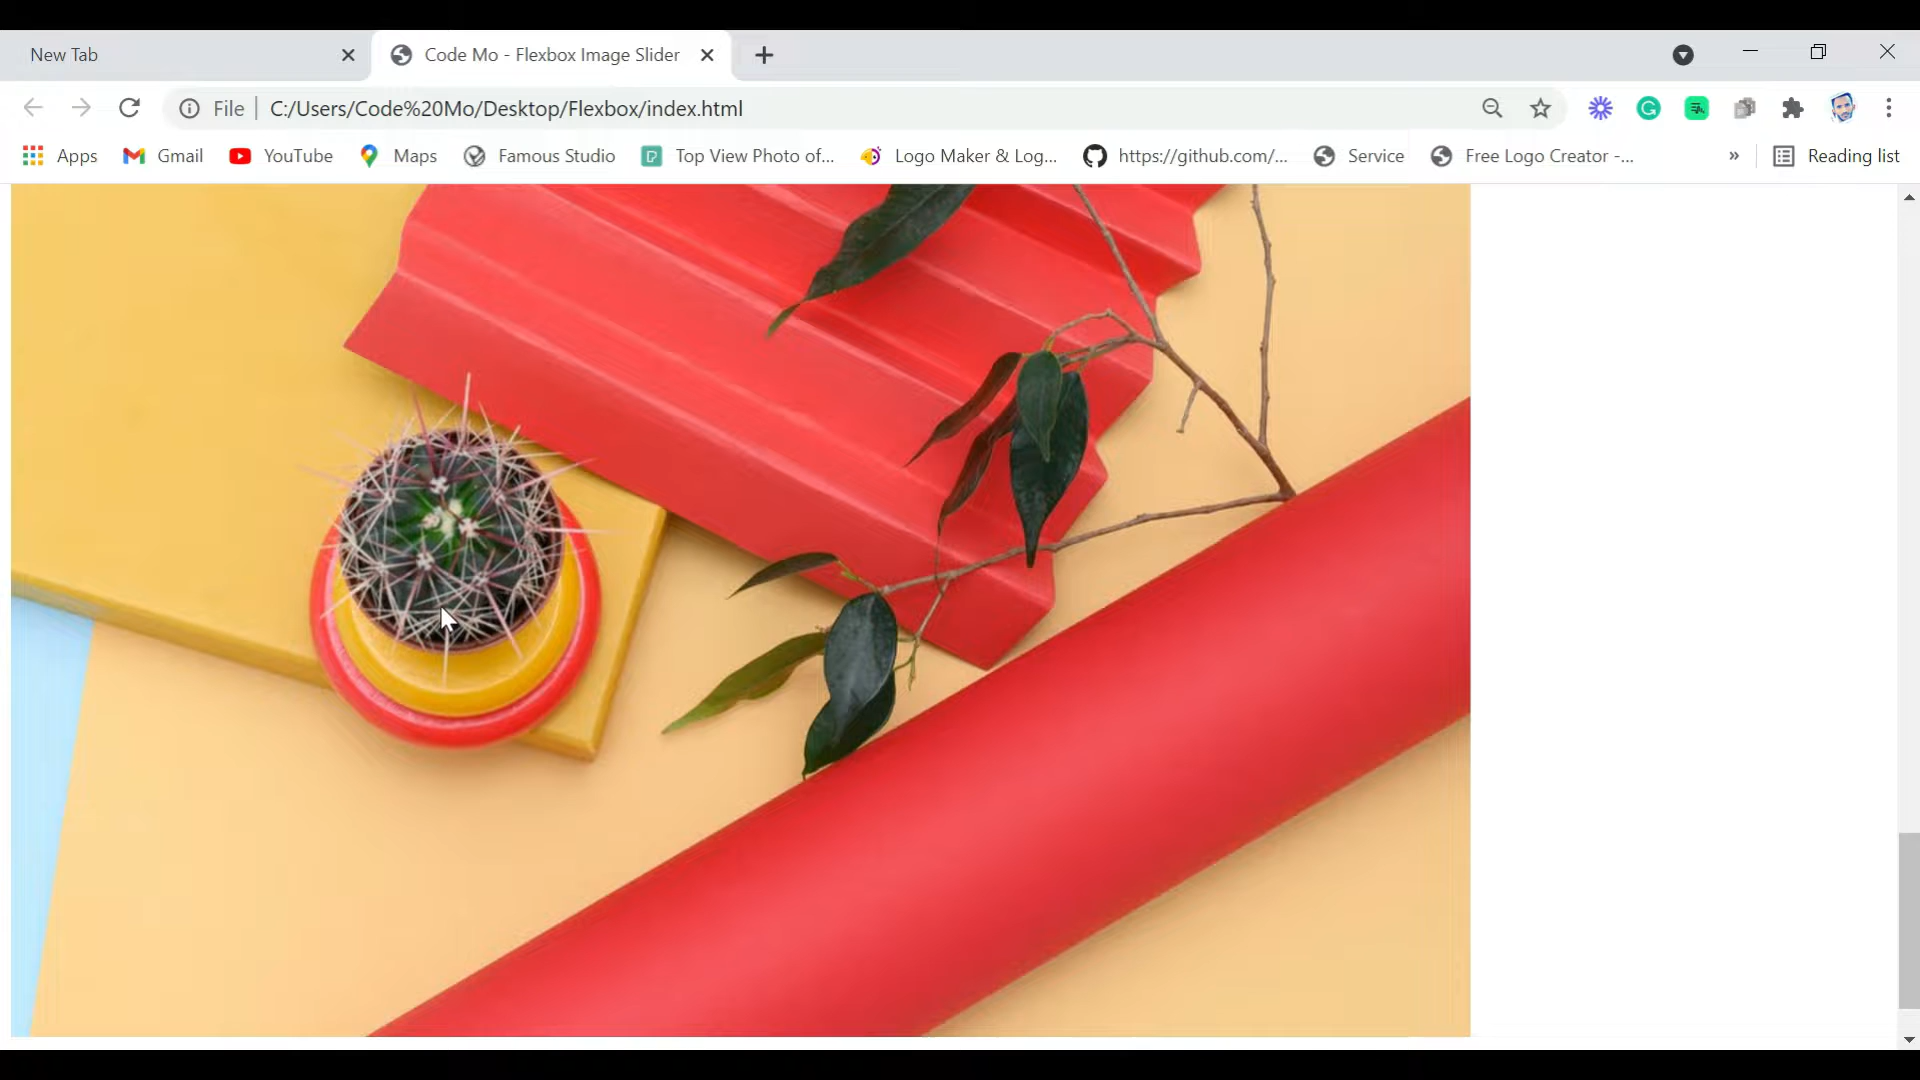 New Tab
Code Mo - Flexbox Image Slider
File
C:/Users/Code%20Mo/Desktop/Flexbox/index.html
Apps
Gmail
YouTube
Maps
Famous Studio
Top View Photo of...
Logo Maker & Log...
https://github.com/...
Service
Free Logo Creator -...
»
Reading list